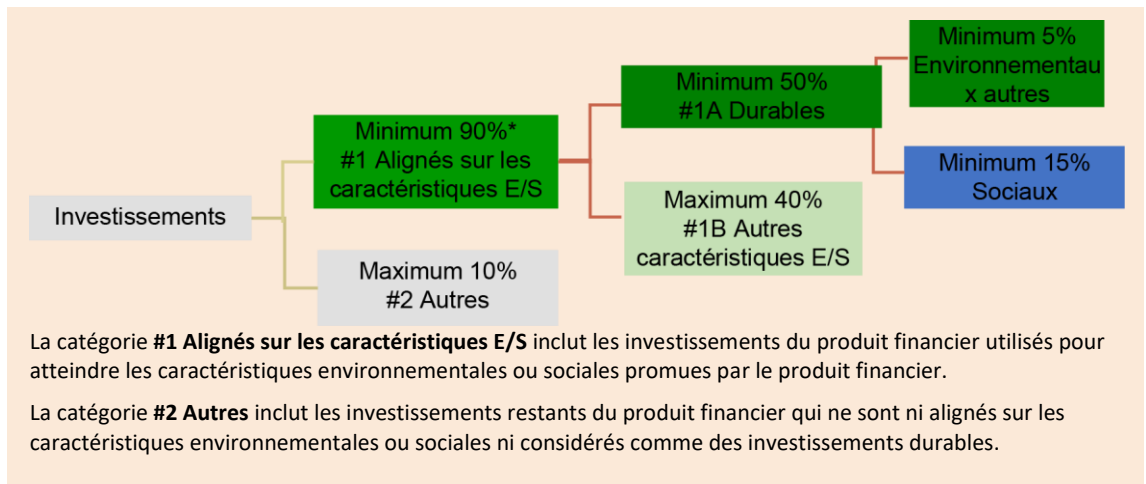 Investissements
Minimum 90%*
#1 Alignés sur les
caractéristiques E/S
Maximum 10%
#2 Autres
Minimum 50%
#1A Durables
Maximum 40%
#1B Autres
caractéristiques E/S
Minimum 5%
Environnementau
x autres
Minimum 15%
Sociaux
La catégorie #1 Alignés sur les caractéristiques E/S inclut les investissements du produit financier utilisés pour
atteindre les caractéristiques environnementales ou sociales promues par le produit financier.
La catégorie #2 Autres inclut les investissements restants du produit financier qui ne sont ni alignés sur les
caractéristiques environnementales ou sociales ni considérés comme des investissements durables.